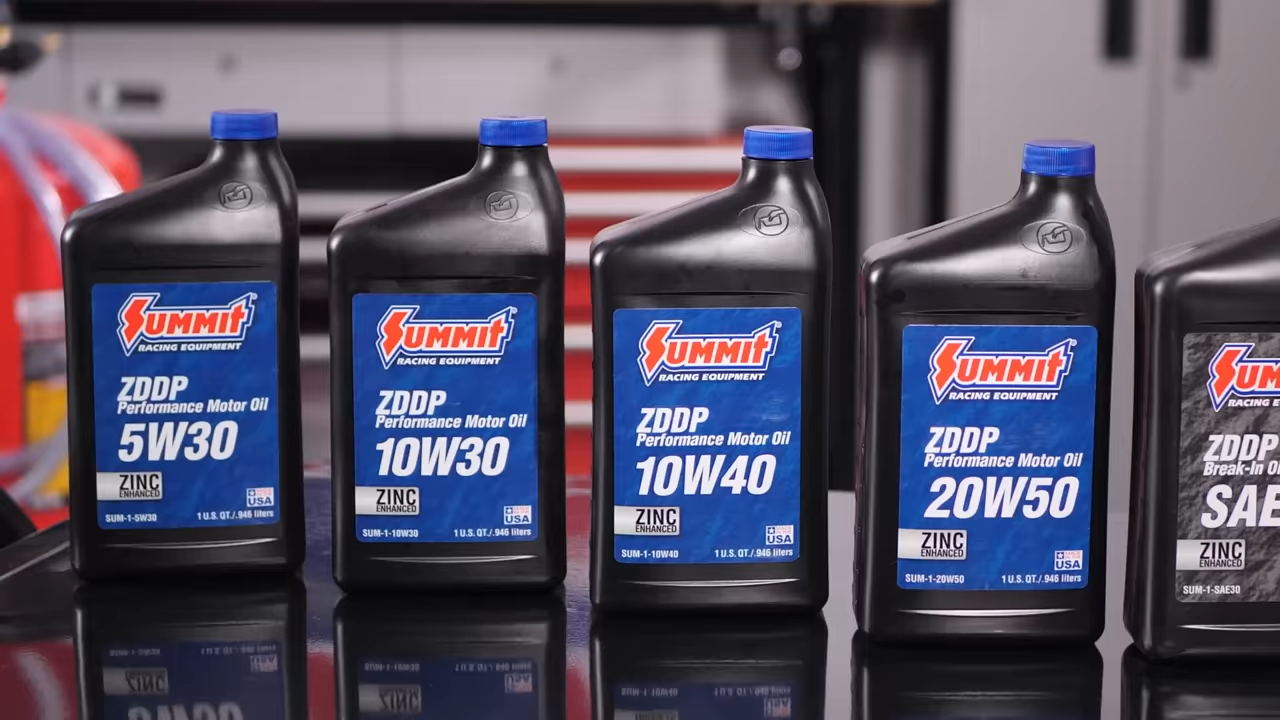 SUMMIT
RACING EQUIPMENT
ZDDP
Performance Motor Oil
5W30
ZINC
ENHANCED
USA
SUM-1-5W30
1 U.S. QT./.946 liters
SUMMIT
RACING EQUIPMENT
ZDDP
Performance Motor Oil
10W30
ZINC
ENHANCED
USA
SUM-1-10W30
1 U.S. QT./.946 liters
SUMMIT
RACING EQUIPMENT
ZDDP
Performance Motor Oil
10W40
ZINC
ENHANCED
USA
SUM-1-10W40
1 U.S. QT./.946 liters
SUMMIT
RACING EQUIPMENT
ZDDP
Performance Motor Oil
20W50
ZINC
ENHANCED
USA
SUM-1-20W50
1 U.S. QT./.946 liters
SUM
RACING E
ZDDP
Break-In O
SAE
ZINC
ENHANCED
SUM-1-SAE30